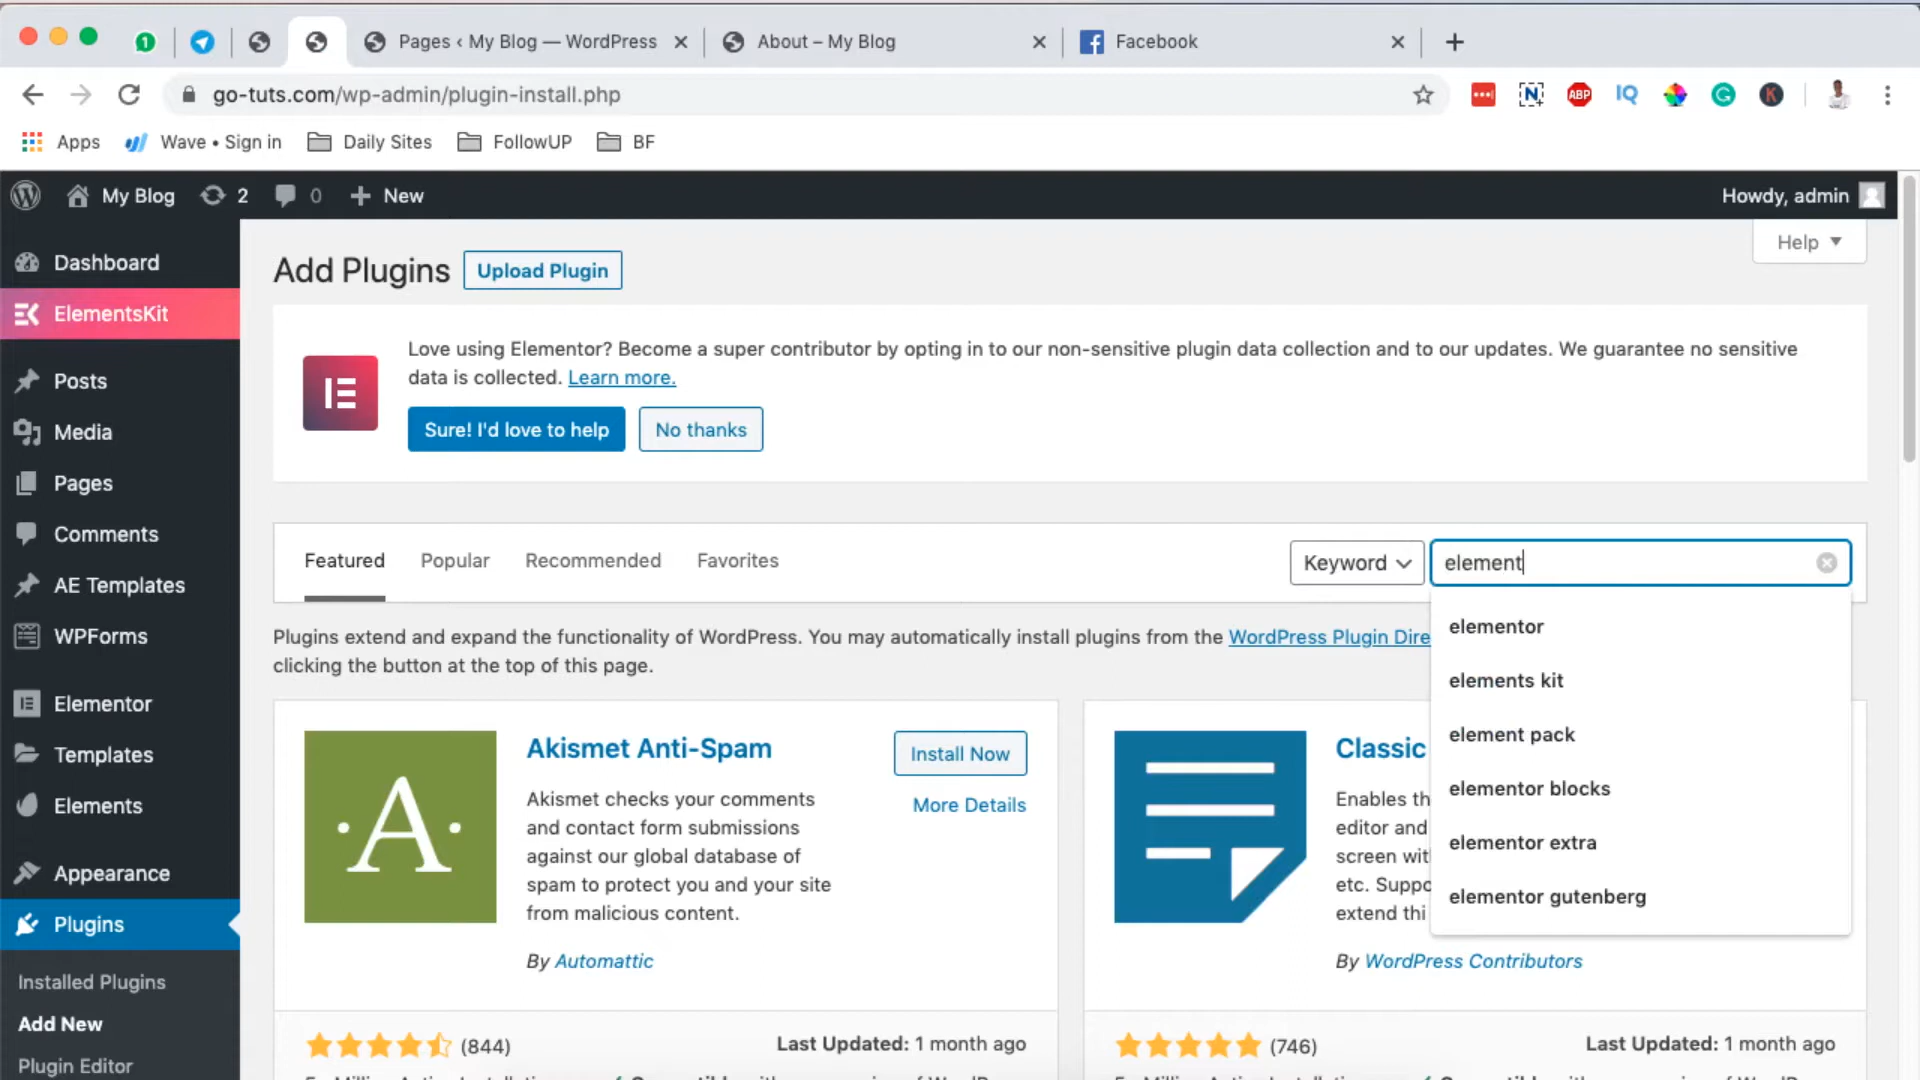 1
Pages ‹ My Blog — WordPress
About – My Blog
Facebook
go-tuts.com/wp-admin/plugin-install.php
N
ABP
IQ
G
K
Apps
Wave • Sign in
Daily Sites
FollowUP
BF
My Blog
2
0
New
Howdy, admin
Dashboard
ElementsKit
Posts
Media
Pages
Comments
AE Templates
WPForms
Elementor
Templates
Elements
Appearance
Plugins
Installed Plugins
Add New
Plugin Editor
Add Plugins
Upload Plugin
Help
Love using Elementor? Become a super contributor by opting in to our non-sensitive plugin data collection and to our updates. We guarantee no sensitive
data is collected. Learn more.
Sure! I'd love to help
No thanks
Featured
Popular
Recommended
Favorites
Keyword
element
elementor
elements kit
element pack
elementor blocks
elementor extra
elementor gutenberg
Plugins extend and expand the functionality of WordPress. You may automatically install plugins from the WordPress Plugin Dire
clicking the button at the top of this page.
A
Akismet Anti-Spam
Install Now
More Details
Akismet checks your comments
and contact form submissions
against our global database of
spam to protect you and your site
from malicious content.
By Automattic
(844)
Last Updated: 1 month ago
Classic
Enables th
editor and
screen wit
etc. Suppo
extend thi
By WordPress Contributors
(746)
Last Updated: 1 month ago